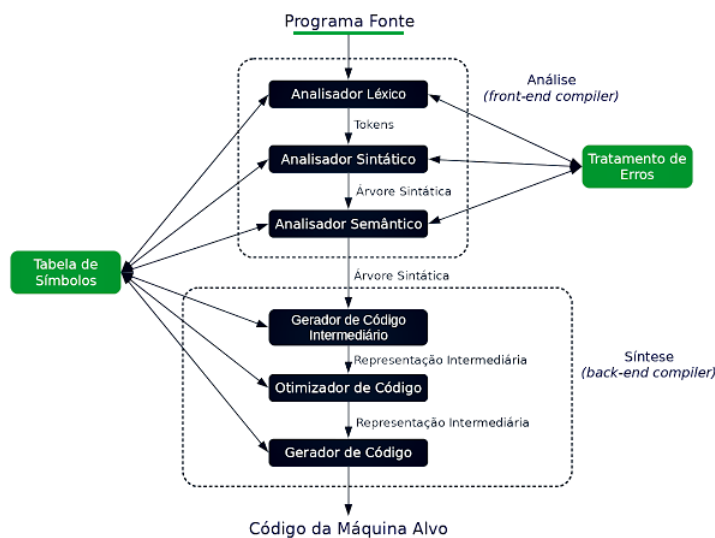 Programa Fonte
Análise
(front-end compiler)
Analisador Léxico
Tokens
Analisador Sintático
Tratamento de
Erros
Árvore Sintática
Analisador Semântico
Tabela de
Símbolos
Árvore Sintática
Gerador de Código
Intermediário
Representação Intermediária
Síntese
(back-end compiler)
Otimizador de Código
Representação Intermediária
Gerador de Código
Código da Máquina Alvo